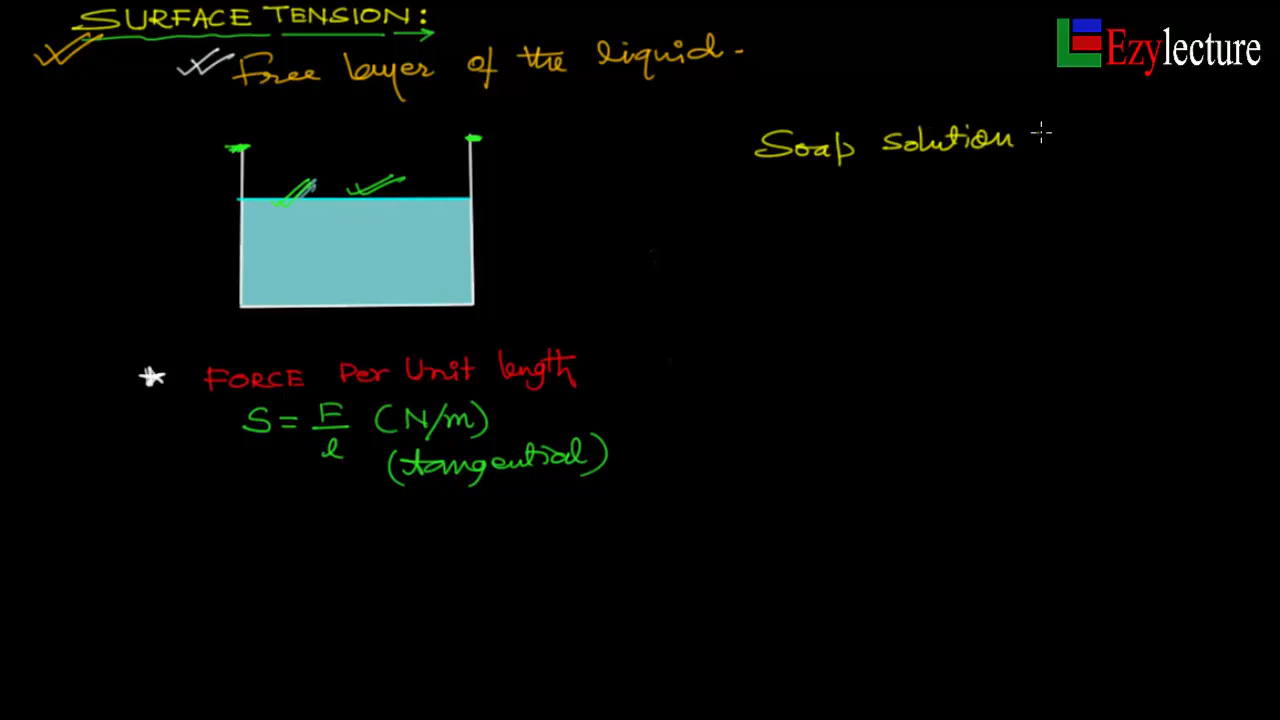 SURFACE TENSION:
Free layer of the liquid -
Ezylecture
Soap solution
FORCE Per Unit length
S = F/l (N/m)
(tangential)